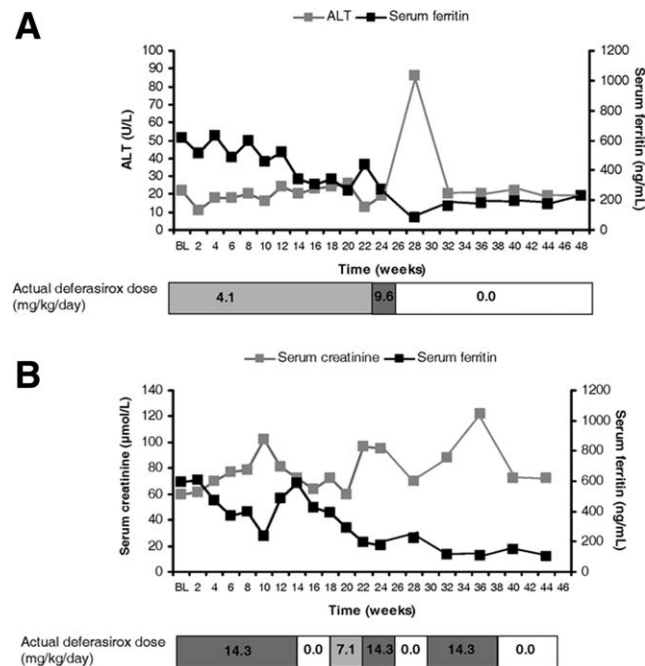 A
ALT Serum ferritin
100
90
80
70
60
50
40
30
20
10
0
ALT (U/L)
1200
1000
800
600
400
200
0
Serum ferritin (ng/mL)
BL 2 4 6 8 10 12 14 16 18 20 22 24 26 28 30 32 34 36 38 40 42 44 46 48
Time (weeks)
Actual deferasirox dose
(mg/kg/day)
4.1 9.6 0.0
B
Serum creatinine Serum ferritin
140
120
100
80
60
40
20
0
Serum creatinine (μmol/L)
1200
1000
800
600
400
200
0
Serum ferritin (ng/mL)
BL 2 4 6 8 10 12 14 16 18 20 22 24 26 28 30 32 34 36 38 40 42 44 46
Time (weeks)
Actual deferasirox dose
(mg/kg/day)
14.3 0.0 7.1 14.3 0.0 14.3 0.0